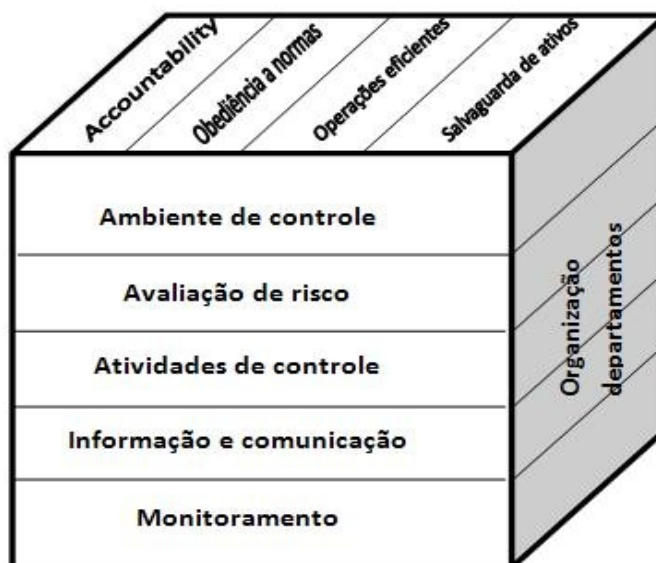 Accountability
Obediência a normas
Operações eficientes
Salvaguarda de ativos
Ambiente de controle
Avaliação de risco
Atividades de controle
Informação e comunicação
Monitoramento
Organização
departamentos